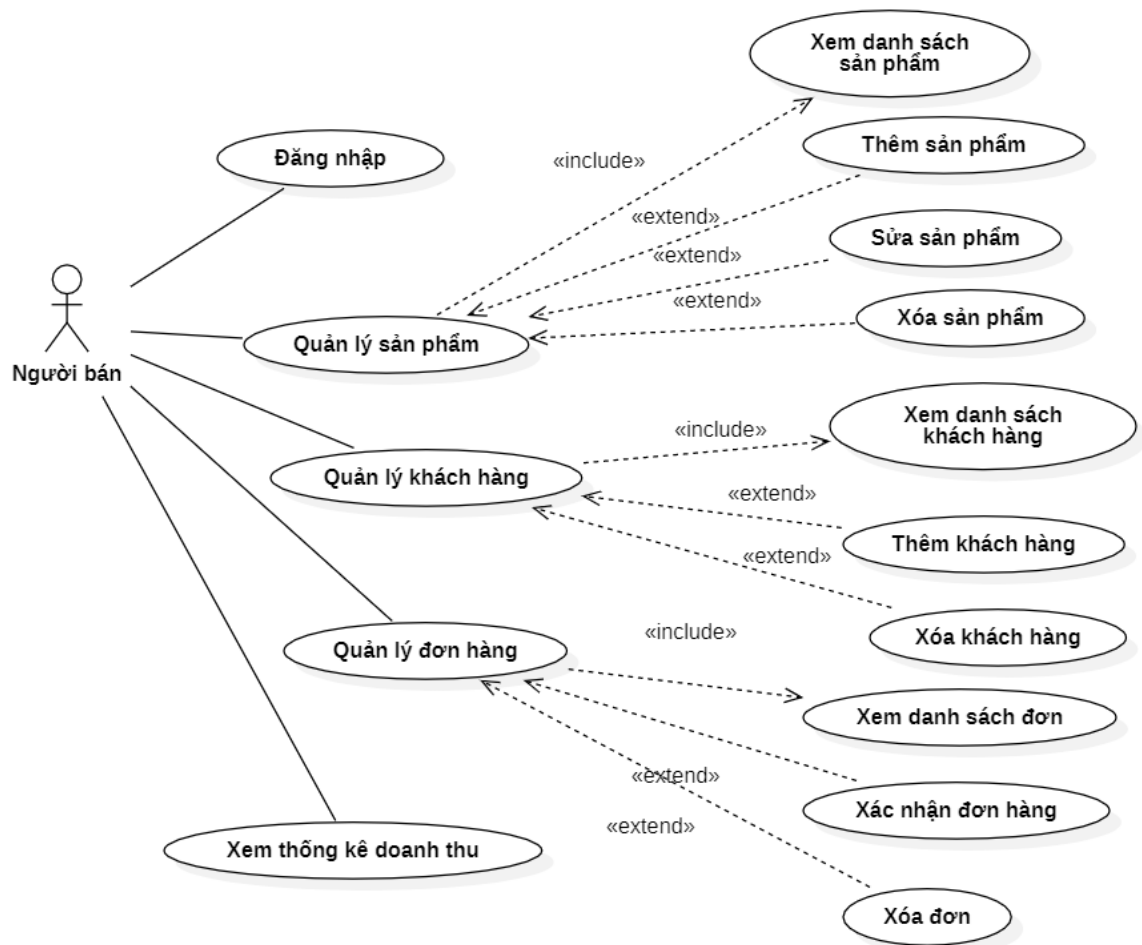 Xem danh sách
sản phẩm
Thêm sản phẩm
Đăng nhập
«include»
«extend»
Sửa sản phẩm
«extend»
«extend»
Xóa sản phẩm
Quản lý sản phẩm
Người bán
Xem danh sách
khách hàng
«include»
Quản lý khách hàng
«extend»
Thêm khách hàng
«extend»
Xóa khách hàng
«include»
Quản lý đơn hàng
Xem danh sách đơn
«extend»
Xác nhận đơn hàng
«extend»
Xem thống kê doanh thu
Xóa đơn